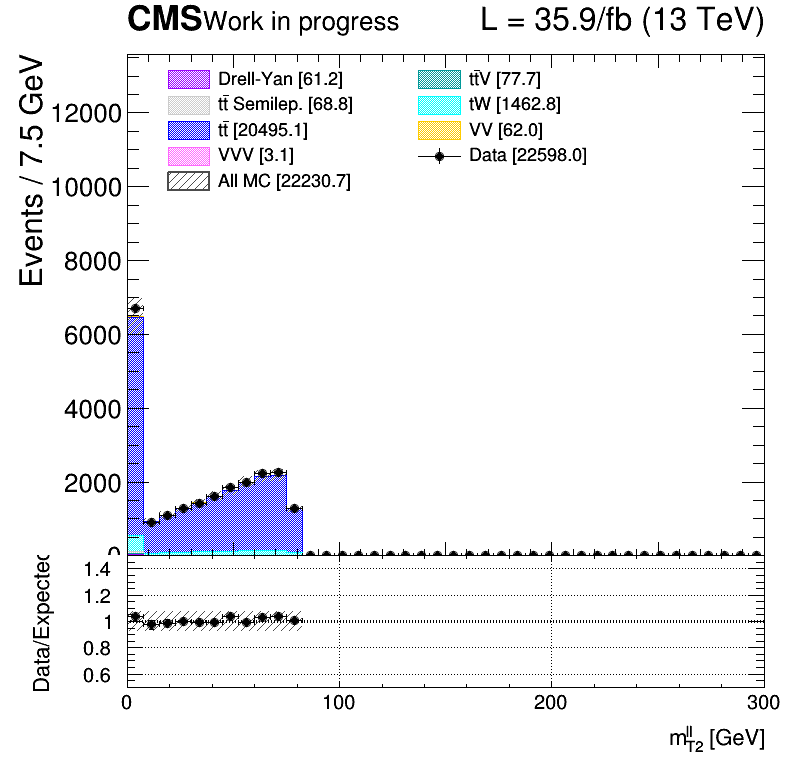 CMS Work in progress L = 35.9/fb (13 TeV)
Events / 7.5 GeV
12000
10000
8000
6000
4000
2000
0
Drell-Yan [61.2]
tt̄ Semilep. [68.8]
tt̄ [20495.1]
VVV [3.1]
All MC [22230.7]
tt̄V [77.7]
tW [1462.8]
VV [62.0]
Data [22598.0]
Data/Expected
1.4
1.2
1
0.8
0.6
0 100 200 300
m_{T2}^{ll} [GeV]